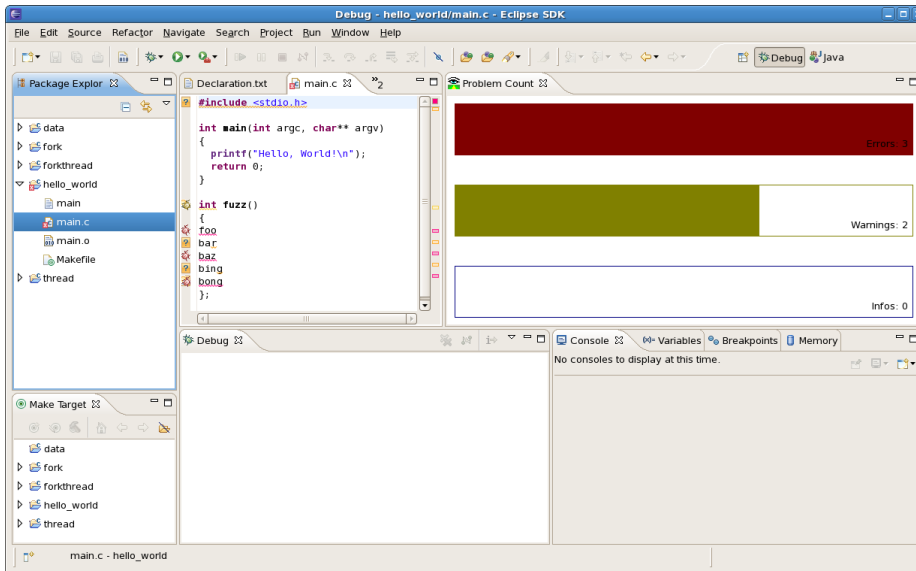 Debug - hello_world/main.c - Eclipse SDK
File Edit Source Refactor Navigate Search Project Run Window Help
Debug Java
Package Explor
data
fork
forkthread
hello_world
main
main.c
main.o
Makefile
thread
Declaration.txt main.c »2
#include <stdio.h>
int main(int argc, char** argv)
{
printf("Hello, World!\n");
return 0;
}
int fuzz()
{
foo
bar
baz
bing
bong
};
Problem Count
Errors: 3
Warnings: 2
Infos: 0
Make Target
data
fork
forkthread
hello_world
thread
Debug
Console Variables Breakpoints Memory
No consoles to display at this time.
main.c - hello_world